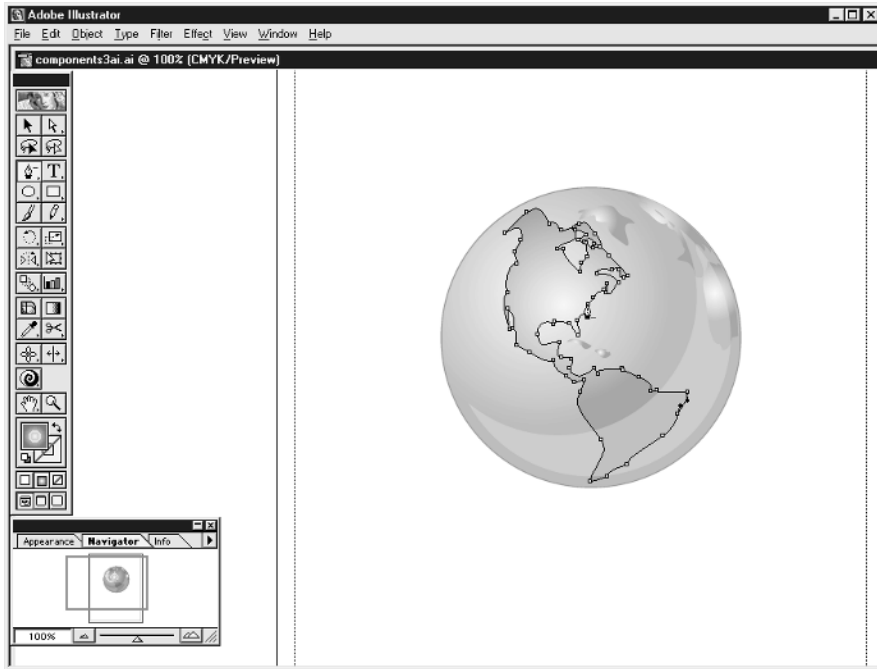 Adobe Illustrator
File Edit Object Type Filter Effect View Window Help
components3ai.ai @ 100% (CMYK/Preview)
T
Appearance Navigator Info
100%